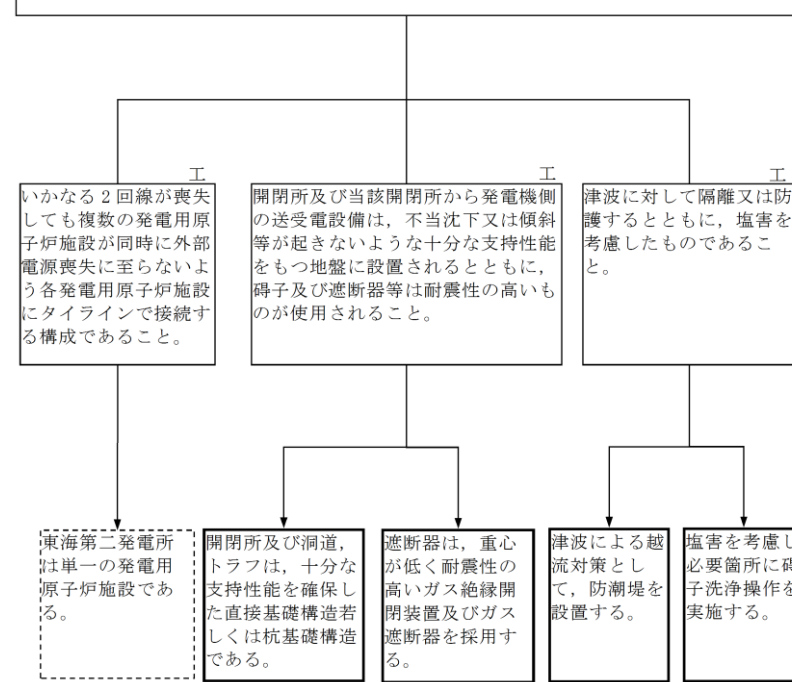 工
いかなる２回線が喪失
しても複数の発電用原
子炉施設が同時に外部
電源喪失に至らないよ
う各発電用原子炉施設
にタイラインで接続す
る構成であること。
工
開閉所及び当該開閉所から発電機側
の送受電設備は，不当沈下又は傾斜
等が起きないような十分な支持性能
をもつ地盤に設置されるとともに，
碍子及び遮断器等は耐震性の高いも
のが使用されること。
工
津波に対して隔離又は防
護するとともに，塩害を
考慮したものであるこ
と。
東海第二発電所
は単一の発電用
原子炉施設であ
る。
開閉所及び洞道，
トラフは，十分な
支持性能を確保し
た直接基礎構造若
しくは杭基礎構造
である。
遮断器は，重心
が低く耐震性の
高いガス絶縁開
閉装置及びガス
遮断器を採用す
る。
津波による越
流対策とし
て，防潮堤を
設置する。
塩害を考慮し
必要箇所に碍
子洗浄操作を
実施する。